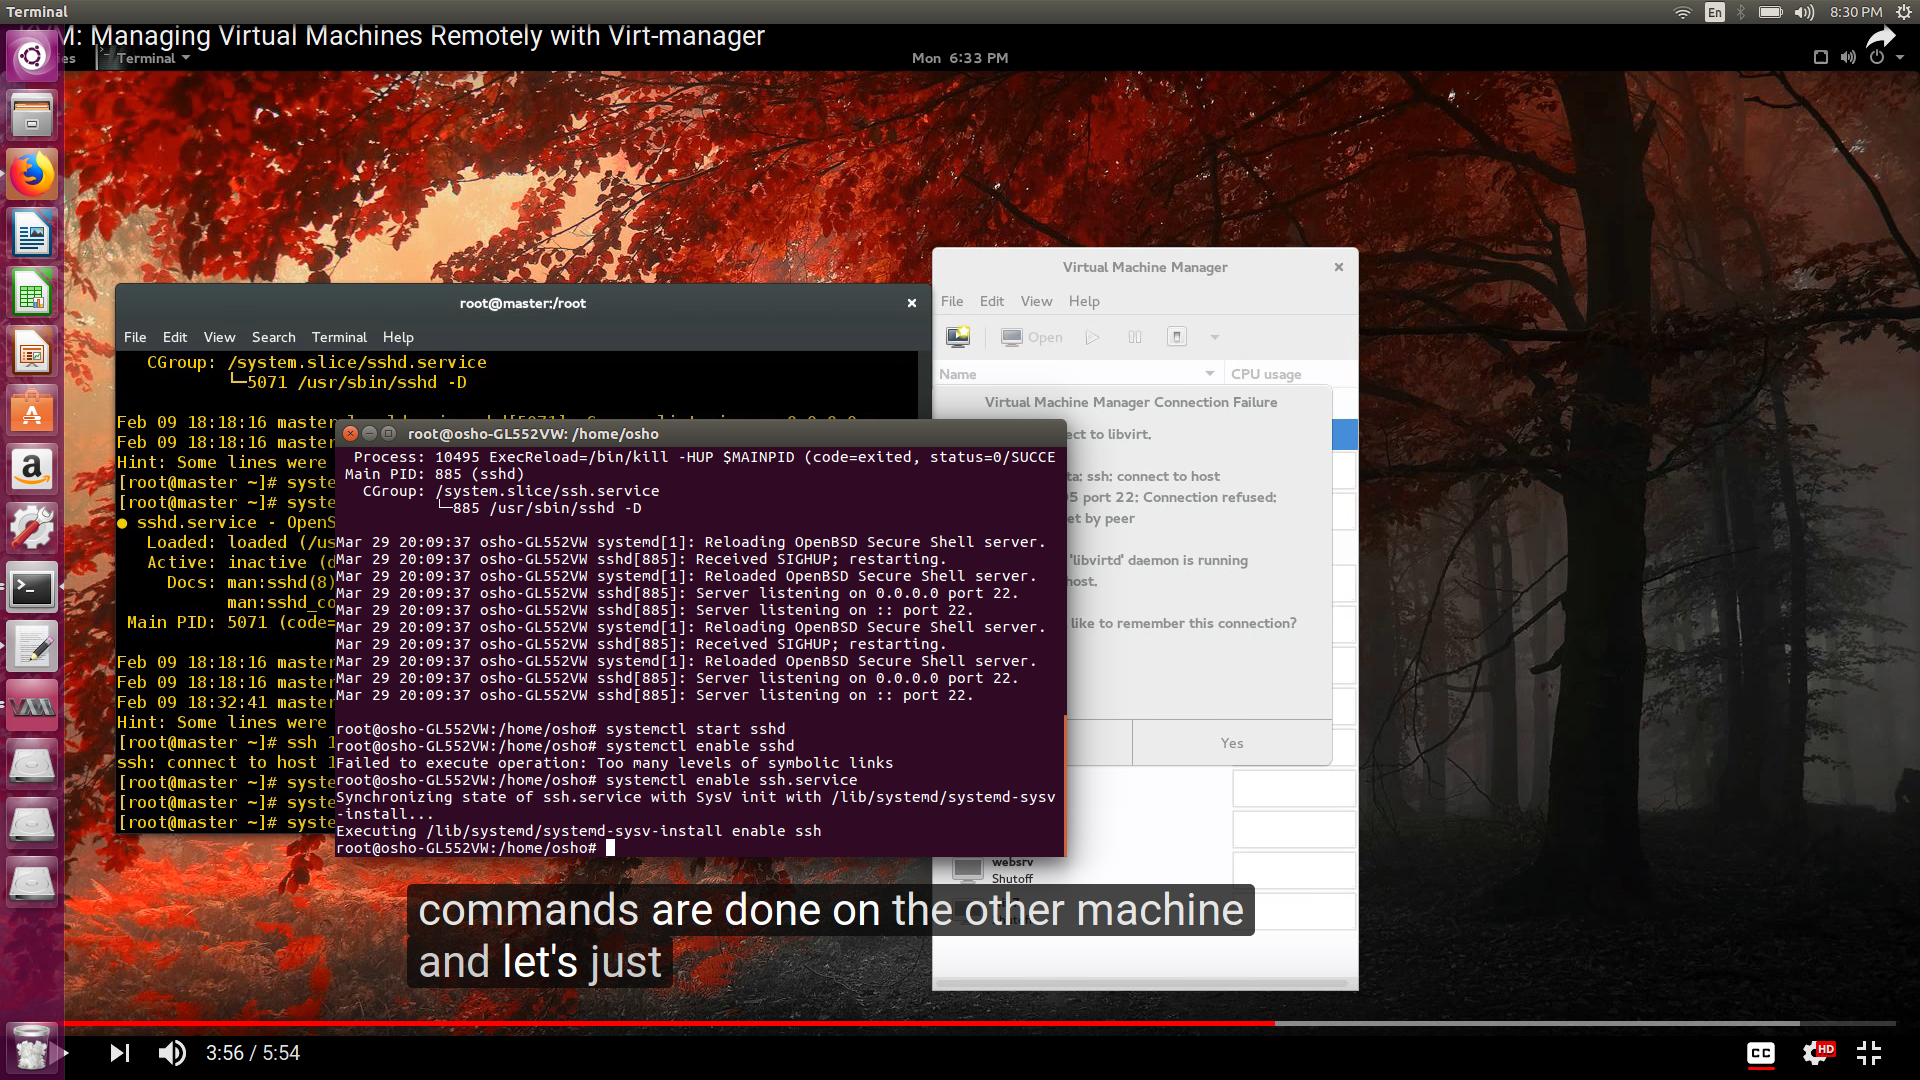 Terminal
En
8:30 PM
M: Managing Virtual Machines Remotely with Virt-manager
es
Terminal
Mon 6:33 PM
root@master:/root
File Edit View Search Terminal Help
CGroup: /system.slice/sshd.service
└─5071 /usr/sbin/sshd -D
Feb 09 18:18:16 master
Feb 09 18:18:16 master
Hint: Some lines were
[root@master ~]# syste
[root@master ~]# syste
● sshd.service - OpenS
Loaded: loaded (/us
Active: inactive (d
Docs: man:sshd(8)
man:sshd_co
Main PID: 5071 (code=
Feb 09 18:18:16 master
Feb 09 18:18:16 master
Feb 09 18:32:41 master
Hint: Some lines were
[root@master ~]# ssh 1
ssh: connect to host 1
[root@master ~]# syste
[root@master ~]# syste
[root@master ~]# syste
root@osho-GL552VW: /home/osho
Process: 10495 ExecReload=/bin/kill -HUP $MAINPID (code=exited, status=0/SUCCE
Main PID: 885 (sshd)
CGroup: /system.slice/ssh.service
└─885 /usr/sbin/sshd -D
Mar 29 20:09:37 osho-GL552VW systemd[1]: Reloading OpenBSD Secure Shell server.
Mar 29 20:09:37 osho-GL552VW sshd[885]: Received SIGHUP; restarting.
Mar 29 20:09:37 osho-GL552VW systemd[1]: Reloaded OpenBSD Secure Shell server.
Mar 29 20:09:37 osho-GL552VW sshd[885]: Server listening on 0.0.0.0 port 22.
Mar 29 20:09:37 osho-GL552VW sshd[885]: Server listening on :: port 22.
Mar 29 20:09:37 osho-GL552VW systemd[1]: Reloading OpenBSD Secure Shell server.
Mar 29 20:09:37 osho-GL552VW sshd[885]: Received SIGHUP; restarting.
Mar 29 20:09:37 osho-GL552VW systemd[1]: Reloaded OpenBSD Secure Shell server.
Mar 29 20:09:37 osho-GL552VW sshd[885]: Server listening on 0.0.0.0 port 22.
Mar 29 20:09:37 osho-GL552VW sshd[885]: Server listening on :: port 22.
root@osho-GL552VW:/home/osho# systemctl start sshd
root@osho-GL552VW:/home/osho# systemctl enable sshd
Failed to execute operation: Too many levels of symbolic links
root@osho-GL552VW:/home/osho# systemctl enable ssh.service
Synchronizing state of ssh.service with SysV init with /lib/systemd/systemd-sysv
-install...
Executing /lib/systemd/systemd-sysv-install enable ssh
root@osho-GL552VW:/home/osho#
Virtual Machine Manager
File Edit View Help
Open
Name
CPU usage
Virtual Machine Manager Connection Failure
ect to libvirt.
ta: ssh: connect to host
05 port 22: Connection refused;
et by peer
'libvirtd' daemon is running
host.
like to remember this connection?
Yes
websrv
Shutoff
commands are done on the other machine
and let's just
3:56 / 5:54
CC
HD